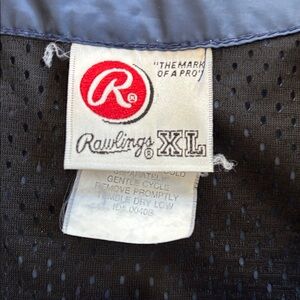 R®
"THE MARK
OF A PRO"
Rawlings® XL
GENTLE CYCLE
REMOVE PROMPTLY
TUMBLE DRY LOW